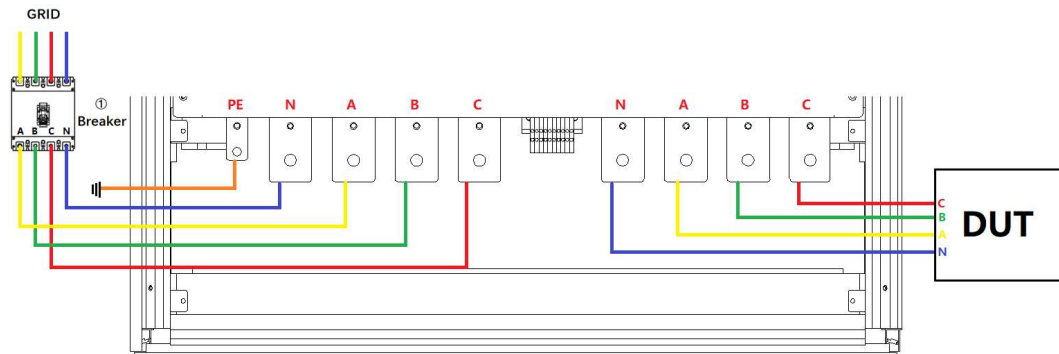 GRID
①
Breaker
A B C N
PE N A B C N A B C
C
B
A
N
DUT